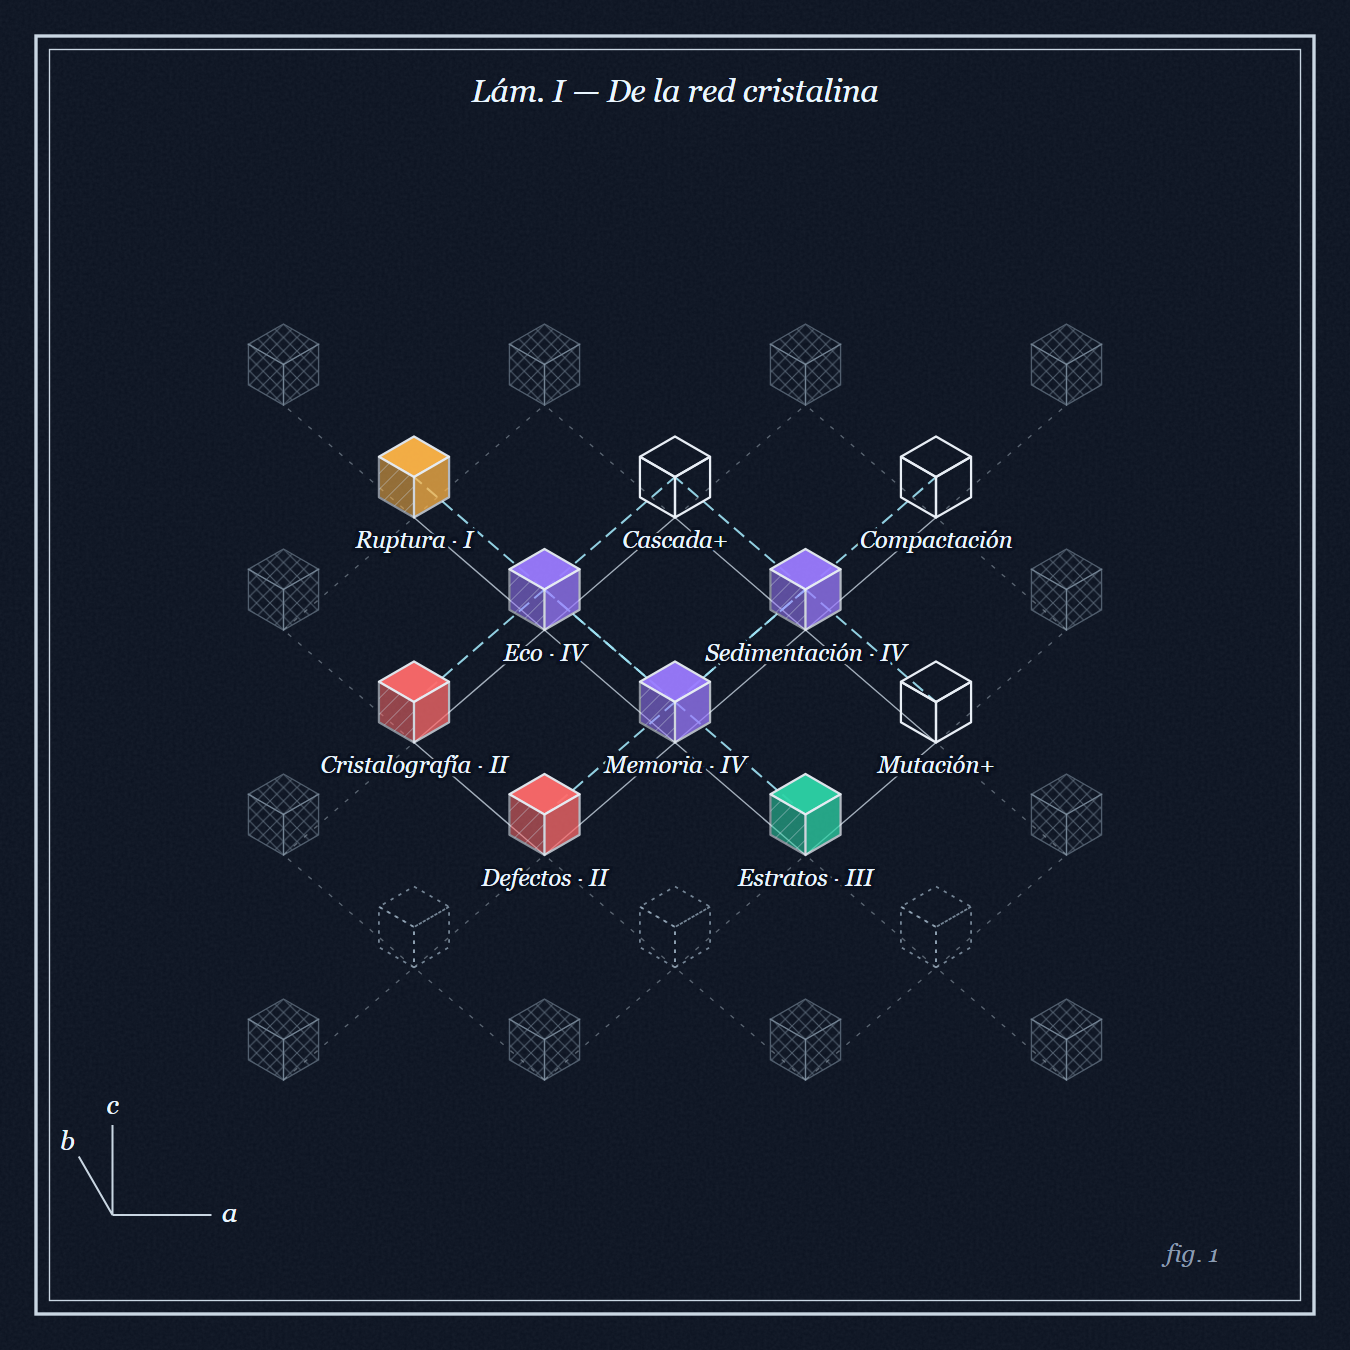 Lám. I — De la red cristalina
Ruptura · I
Cascada+
Compactación
Eco · IV
Sedimentación · IV
Cristalografía · II
Memoria · IV
Mutación+
Defectos · II
Estratos · III
c
b
a
fig. 1